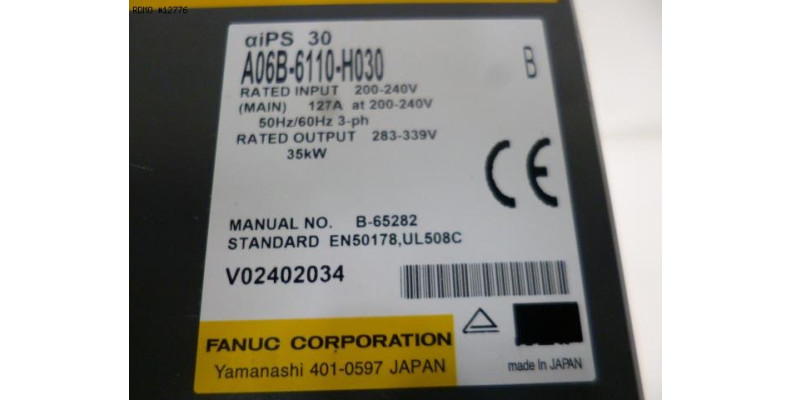 RDMO #12776
αiPS 30
A06B-6110-H030
B
RATED INPUT 200-240V
(MAIN) 127A at 200-240V
50Hz/60Hz 3-ph
RATED OUTPUT 283-339V
35kW
CE
MANUAL NO. B-65282
STANDARD EN50178,UL508C
V02402034
FANUC CORPORATION
Yamanashi 401-0597 JAPAN
made In JAPAN